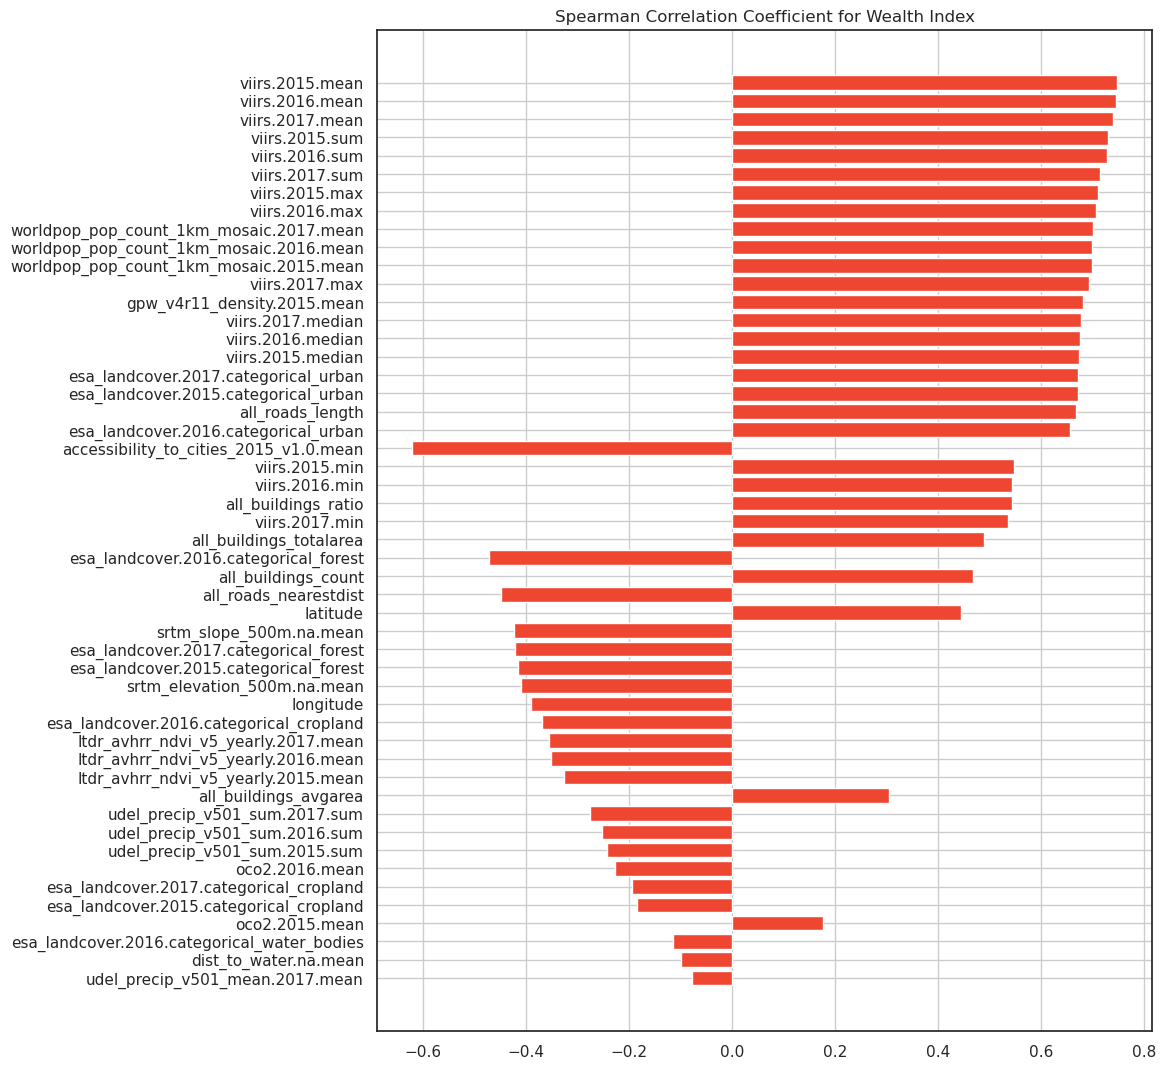 Spearman Correlation Coefficient for Wealth Index
viirs.2015.mean
viirs.2016.mean
viirs.2017.mean
viirs.2015.sum
viirs.2016.sum
viirs.2017.sum
viirs.2015.max
viirs.2016.max
worldpop_pop_count_1km_mosaic.2017.mean
worldpop_pop_count_1km_mosaic.2016.mean
worldpop_pop_count_1km_mosaic.2015.mean
viirs.2017.max
gpw_v4r11_density.2015.mean
viirs.2017.median
viirs.2016.median
viirs.2015.median
esa_landcover.2017.categorical_urban
esa_landcover.2015.categorical_urban
all_roads_length
esa_landcover.2016.categorical_urban
accessibility_to_cities_2015_v1.0.mean
viirs.2015.min
viirs.2016.min
all_buildings_ratio
viirs.2017.min
all_buildings_totalarea
esa_landcover.2016.categorical_forest
all_buildings_count
all_roads_nearestdist
latitude
srtm_slope_500m.na.mean
esa_landcover.2017.categorical_forest
esa_landcover.2015.categorical_forest
srtm_elevation_500m.na.mean
longitude
esa_landcover.2016.categorical_cropland
ltdr_avhrr_ndvi_v5_yearly.2017.mean
ltdr_avhrr_ndvi_v5_yearly.2016.mean
ltdr_avhrr_ndvi_v5_yearly.2015.mean
all_buildings_avgarea
udel_precip_v501_sum.2017.sum
udel_precip_v501_sum.2016.sum
udel_precip_v501_sum.2015.sum
oco2.2016.mean
esa_landcover.2017.categorical_cropland
esa_landcover.2015.categorical_cropland
oco2.2015.mean
esa_landcover.2016.categorical_water_bodies
dist_to_water.na.mean
udel_precip_v501_mean.2017.mean
−0.6 −0.4 −0.2 0.0 0.2 0.4 0.6 0.8